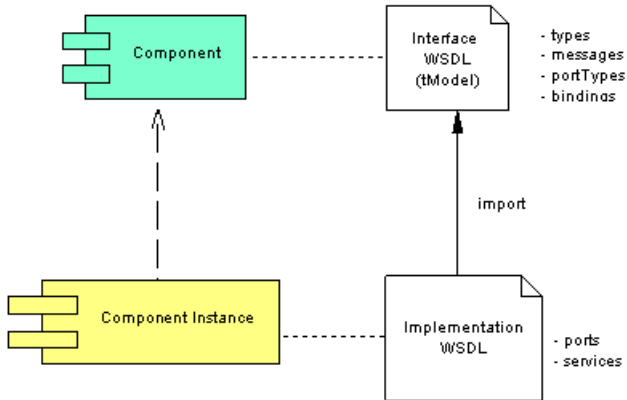 Component
Interface
WSDL
(tModel)
- types
- messages
- portTypes
- bindings
import
Component Instance
Implementation
WSDL
- ports
- services